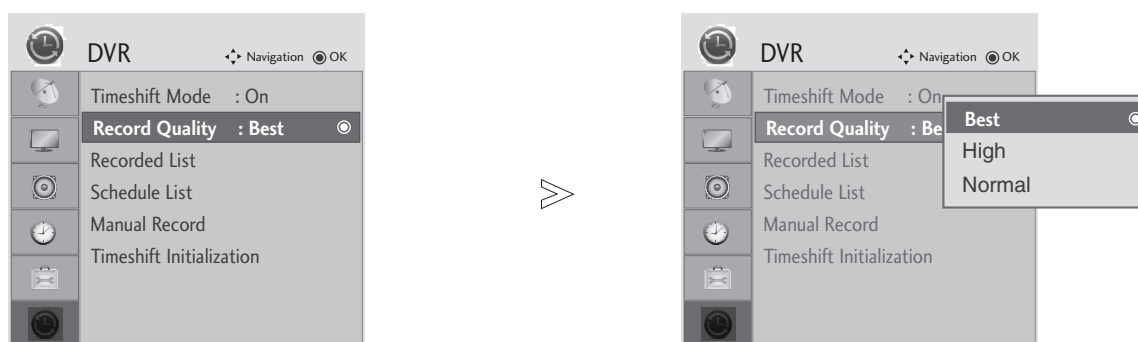 DVR
Navigation OK
Timeshift Mode : On
Record Quality : Best
Recorded List
Schedule List
Manual Record
Timeshift Initialization
DVR
Navigation OK
Timeshift Mode : On
Record Quality : Be
Recorded List
Schedule List
Manual Record
Timeshift Initialization
Best
High
Normal